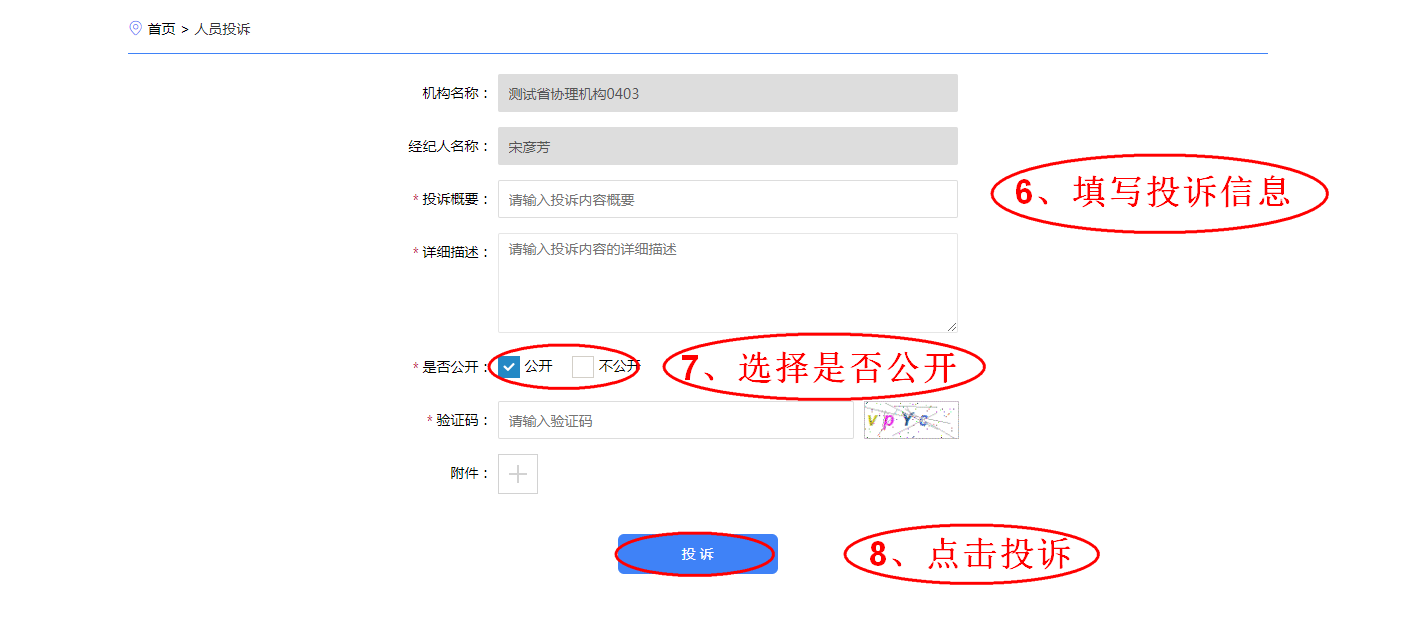 首页 > 人员投诉
机构名称： 测试省协理机构0403
经纪人名称： 宋彦芳
* 投诉概要： 请输入投诉内容概要
6、填写投诉信息
* 详细描述： 请输入投诉内容的详细描述
* 是否公开： 公开 不公开
7、选择是否公开
* 验证码： 请输入验证码 vpYc
附件：
投诉
8、点击投诉